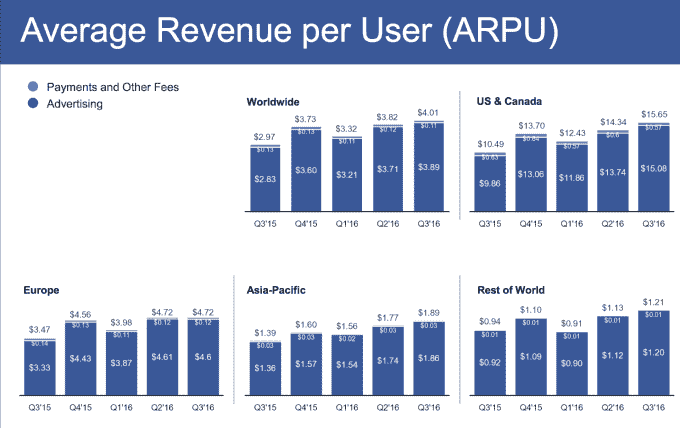 Average Revenue per User (ARPU)
Payments and Other Fees
Advertising
Worldwide
$2.97 $3.73 $3.32 $3.82 $4.01
$0.13 $0.13 $0.11 $0.12 $0.11
$2.83 $3.60 $3.21 $3.71 $3.89
Q3'15 Q4'15 Q1'16 Q2'16 Q3'16
US & Canada
$10.49 $13.70 $12.43 $14.34 $15.65
$0.63 $0.64 $0.57 $0.6 $0.57
$9.86 $13.06 $11.86 $13.74 $15.08
Q3'15 Q4'15 Q1'16 Q2'16 Q3'16
Europe
$3.47 $4.56 $3.98 $4.72 $4.72
$0.14 $0.13 $0.11 $0.12 $0.12
$3.33 $4.43 $3.87 $4.61 $4.6
Q3'15 Q4'15 Q1'16 Q2'16 Q3'16
Asia-Pacific
$1.39 $1.60 $1.56 $1.77 $1.89
$0.03 $0.03 $0.02 $0.03 $0.03
$1.36 $1.57 $1.54 $1.74 $1.86
Q3'15 Q4'15 Q1'16 Q2'16 Q3'16
Rest of World
$0.94 $1.10 $0.91 $1.13 $1.21
$0.01 $0.01 $0.01 $0.01 $0.01
$0.92 $1.09 $0.90 $1.12 $1.20
Q3'15 Q4'15 Q1'16 Q2'16 Q3'16